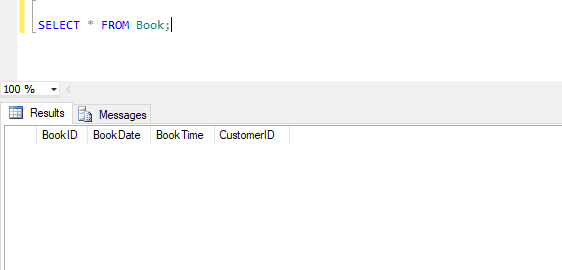 SELECT * FROM Book;
100 %
Results Messages
BookID BookDate BookTime CustomerID